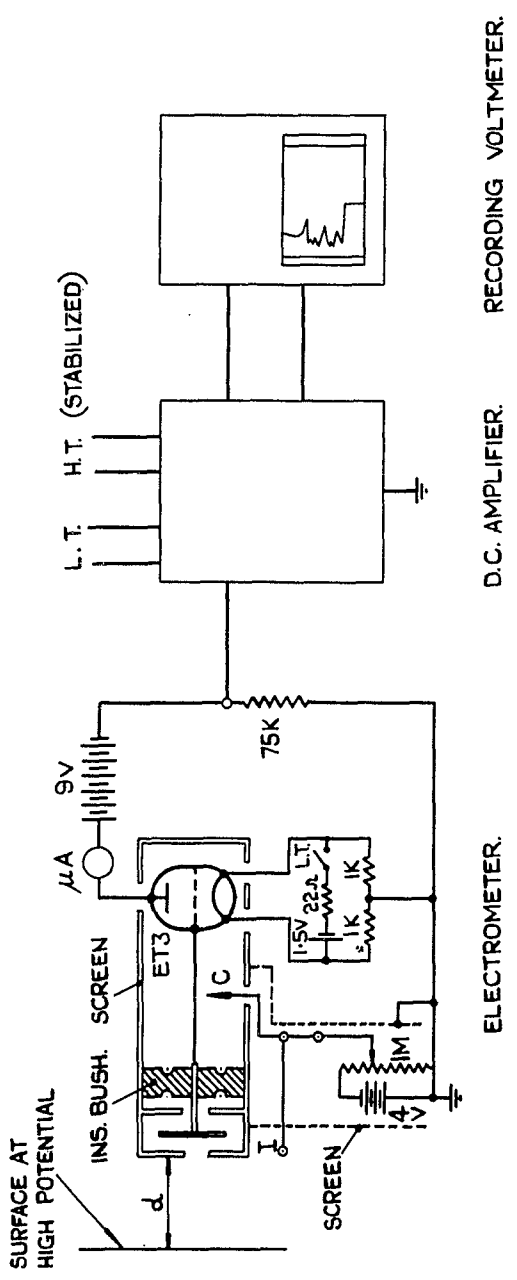 SURFACE AT
HIGH POTENTIAL
INS. BUSH.
SCREEN
d
ET3
C
I
μA
9V
75K
1.5V
22Ω
L.T.
1K
1K
1M
4
V
SCREEN
L.T.
H.T. (STABILIZED)
ELECTROMETER.
D.C. AMPLIFIER.
RECORDING VOLTMETER.